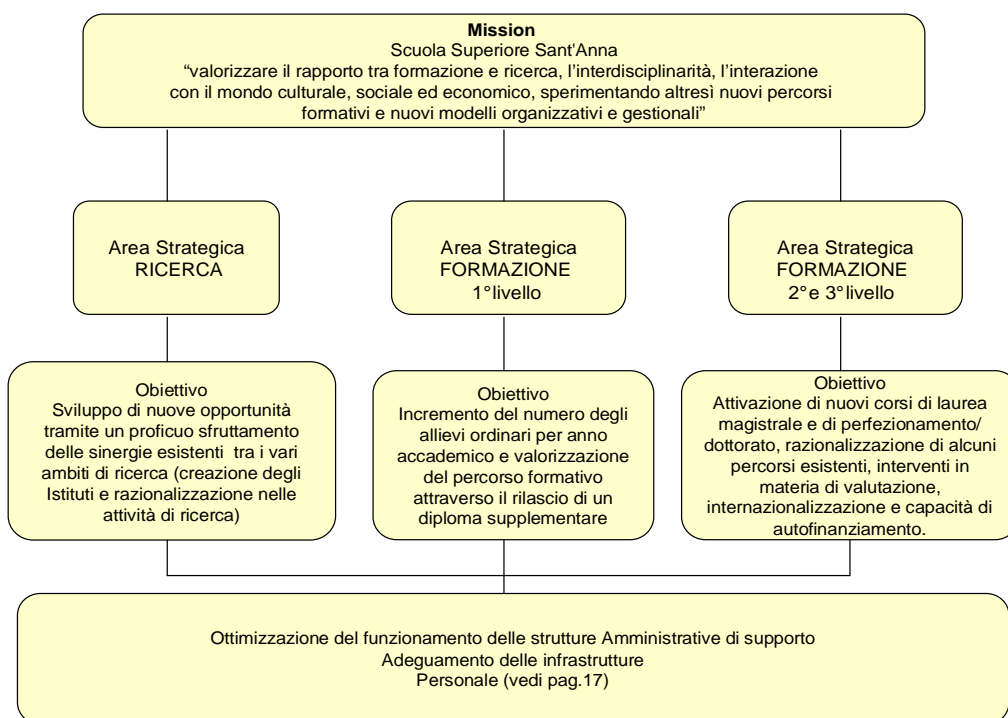 Mission
Scuola Superiore Sant'Anna
“valorizzare il rapporto tra formazione e ricerca, l’interdisciplinarità, l’interazione
con il mondo culturale, sociale ed economico, sperimentando altresì nuovi percorsi
formativi e nuovi modelli organizzativi e gestionali”
Area Strategica
RICERCA
Area Strategica
FORMAZIONE
1° livello
Area Strategica
FORMAZIONE
2° e 3° livello
Obiettivo
Sviluppo di nuove opportunità
tramite un proficuo sfruttamento
delle sinergie esistenti tra i vari
ambiti di ricerca (creazione degli
Istituti e razionalizzazione nelle
attività di ricerca)
Obiettivo
Incremento del numero degli
allievi ordinari per anno
accademico e valorizzazione
del percorso formativo
attraverso il rilascio di un
diploma supplementare
Obiettivo
Attivazione di nuovi corsi di laurea
magistrale e di perfezionamento/
dottorato, razionalizzazione di alcuni
percorsi esistenti, interventi in
materia di valutazione,
internazionalizzazione e capacità di
autofinanziamento.
Ottimizzazione del funzionamento delle strutture Amministrative di supporto
Adeguamento delle infrastrutture
Personale (vedi pag.17)